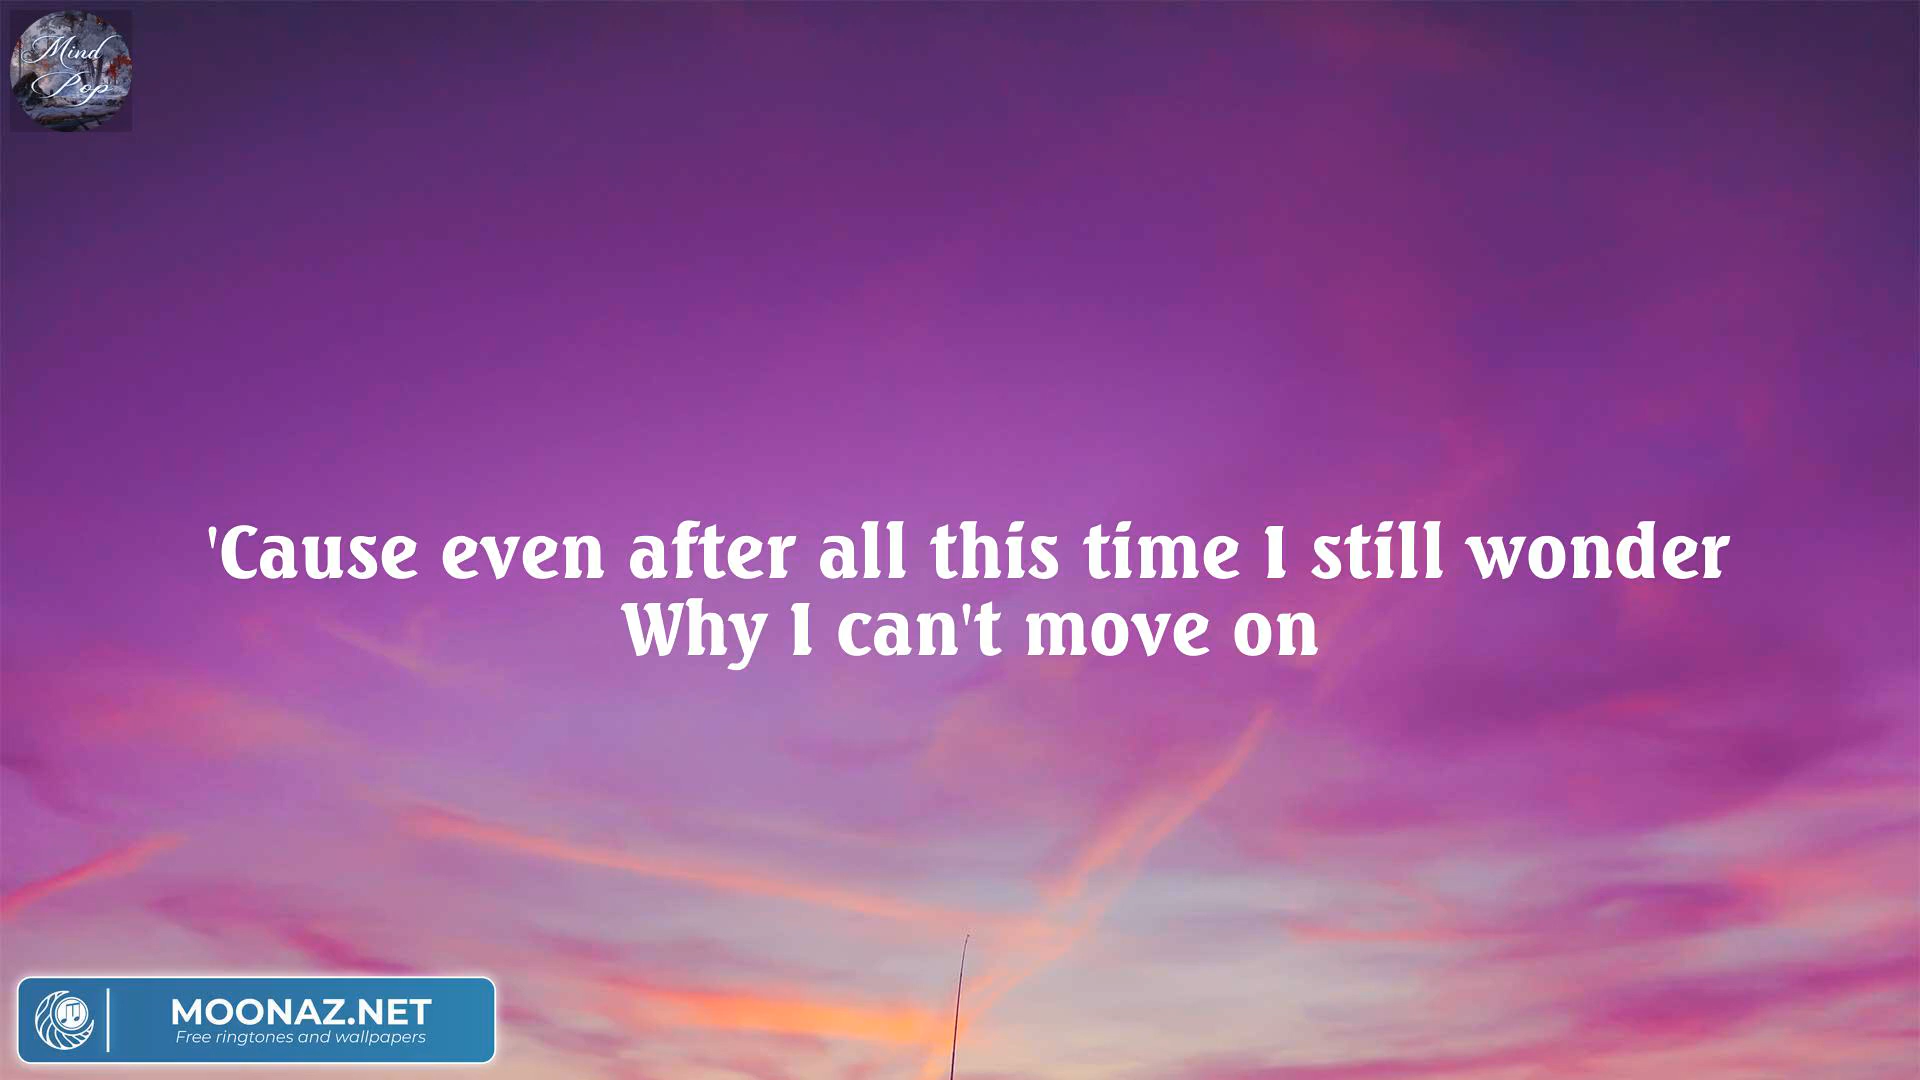 Mind
Pop
'Cause even after all this time I still wonder
Why I can't move on
MOONAZ.NET
Free ringtones and wallpapers